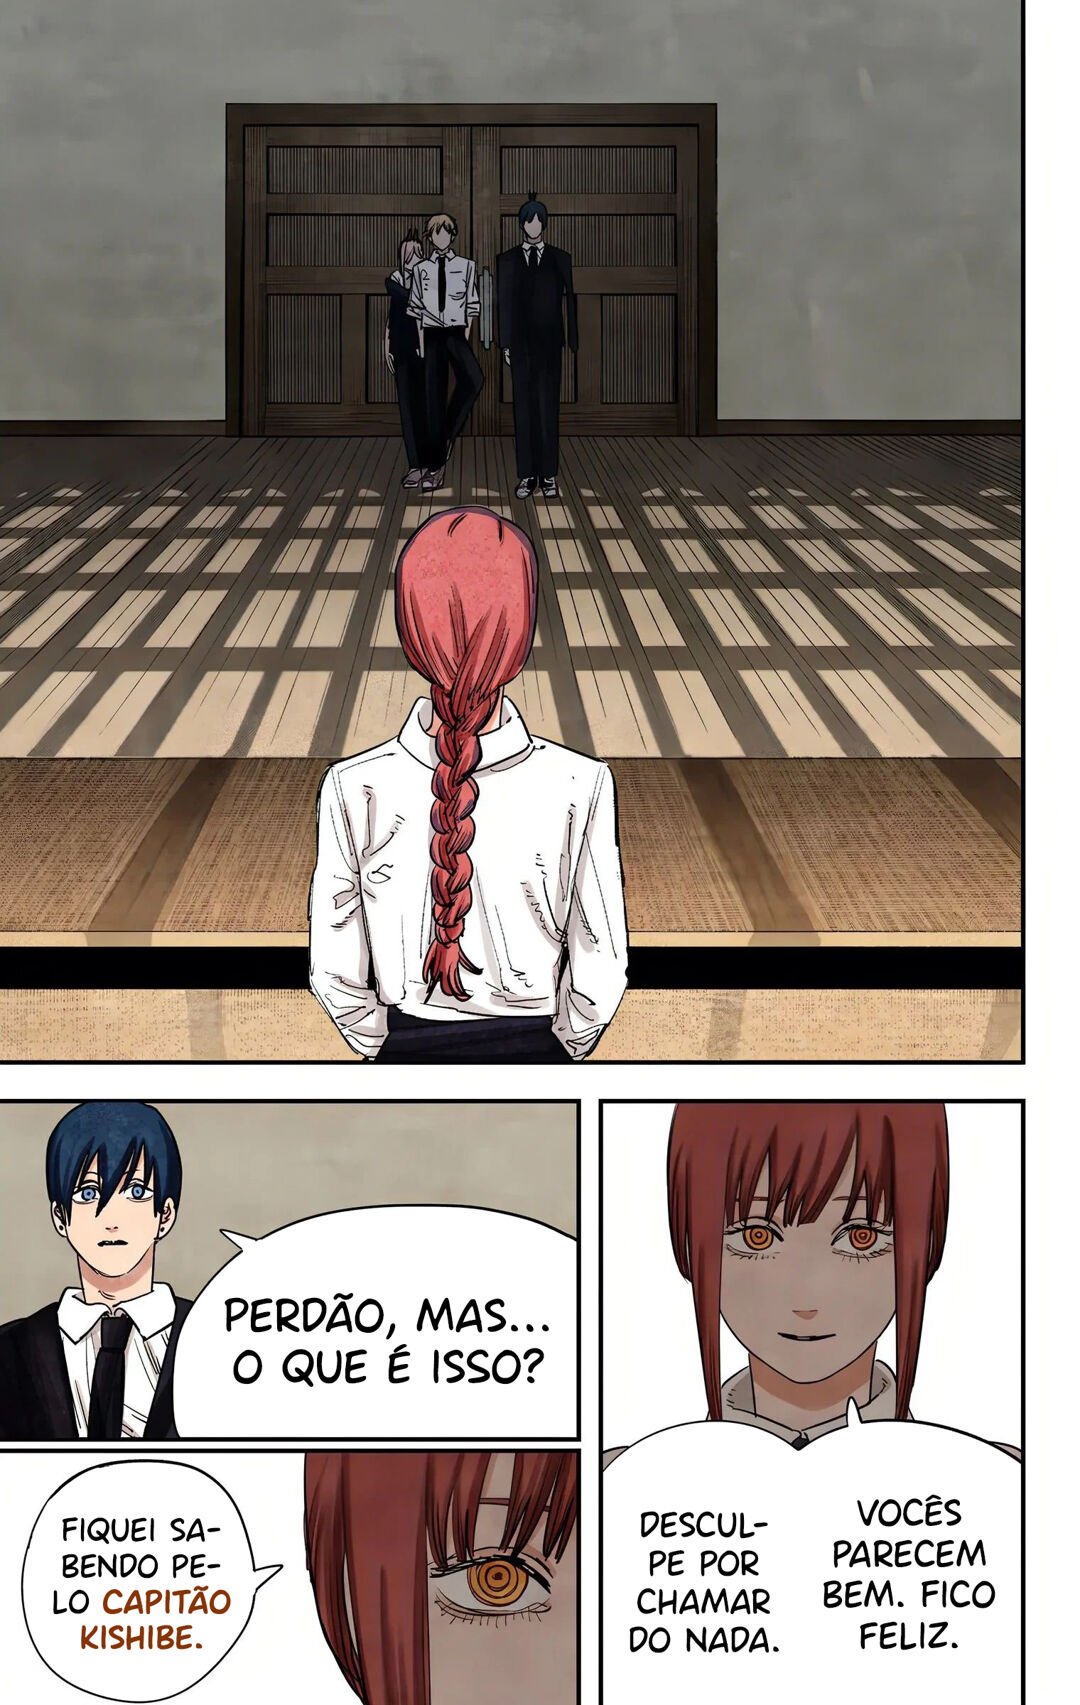 VOCÊS
PARECEM
BEM. FICO
FELIZ.
DESCUL-
PE POR
CHAMAR
DO NADA.
PERDÃO, MAS...
O QUE É ISSO?
FIQUEI SA-
BENDO PE-
LO CAPITÃO
KISHIBE.